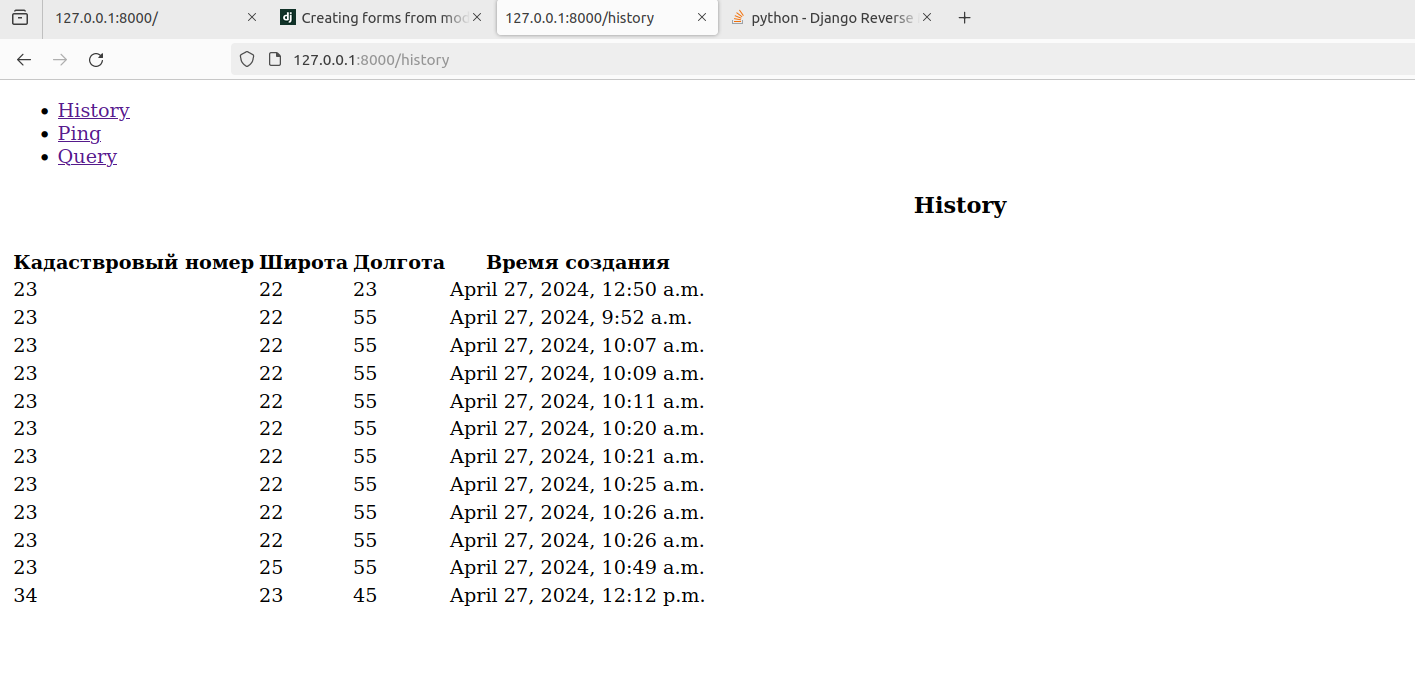 127.0.0.1:8000/ Creating forms from mod 127.0.0.1:8000/history python - Django Reverse
127.0.0.1:8000/history
History
Ping
Query
History
Кадаствровый номер Широта Долгота Время создания
23 22 23 April 27, 2024, 12:50 a.m.
23 22 55 April 27, 2024, 9:52 a.m.
23 22 55 April 27, 2024, 10:07 a.m.
23 22 55 April 27, 2024, 10:09 a.m.
23 22 55 April 27, 2024, 10:11 a.m.
23 22 55 April 27, 2024, 10:20 a.m.
23 22 55 April 27, 2024, 10:21 a.m.
23 22 55 April 27, 2024, 10:25 a.m.
23 22 55 April 27, 2024, 10:26 a.m.
23 22 55 April 27, 2024, 10:26 a.m.
23 25 55 April 27, 2024, 10:49 a.m.
34 23 45 April 27, 2024, 12:12 p.m.